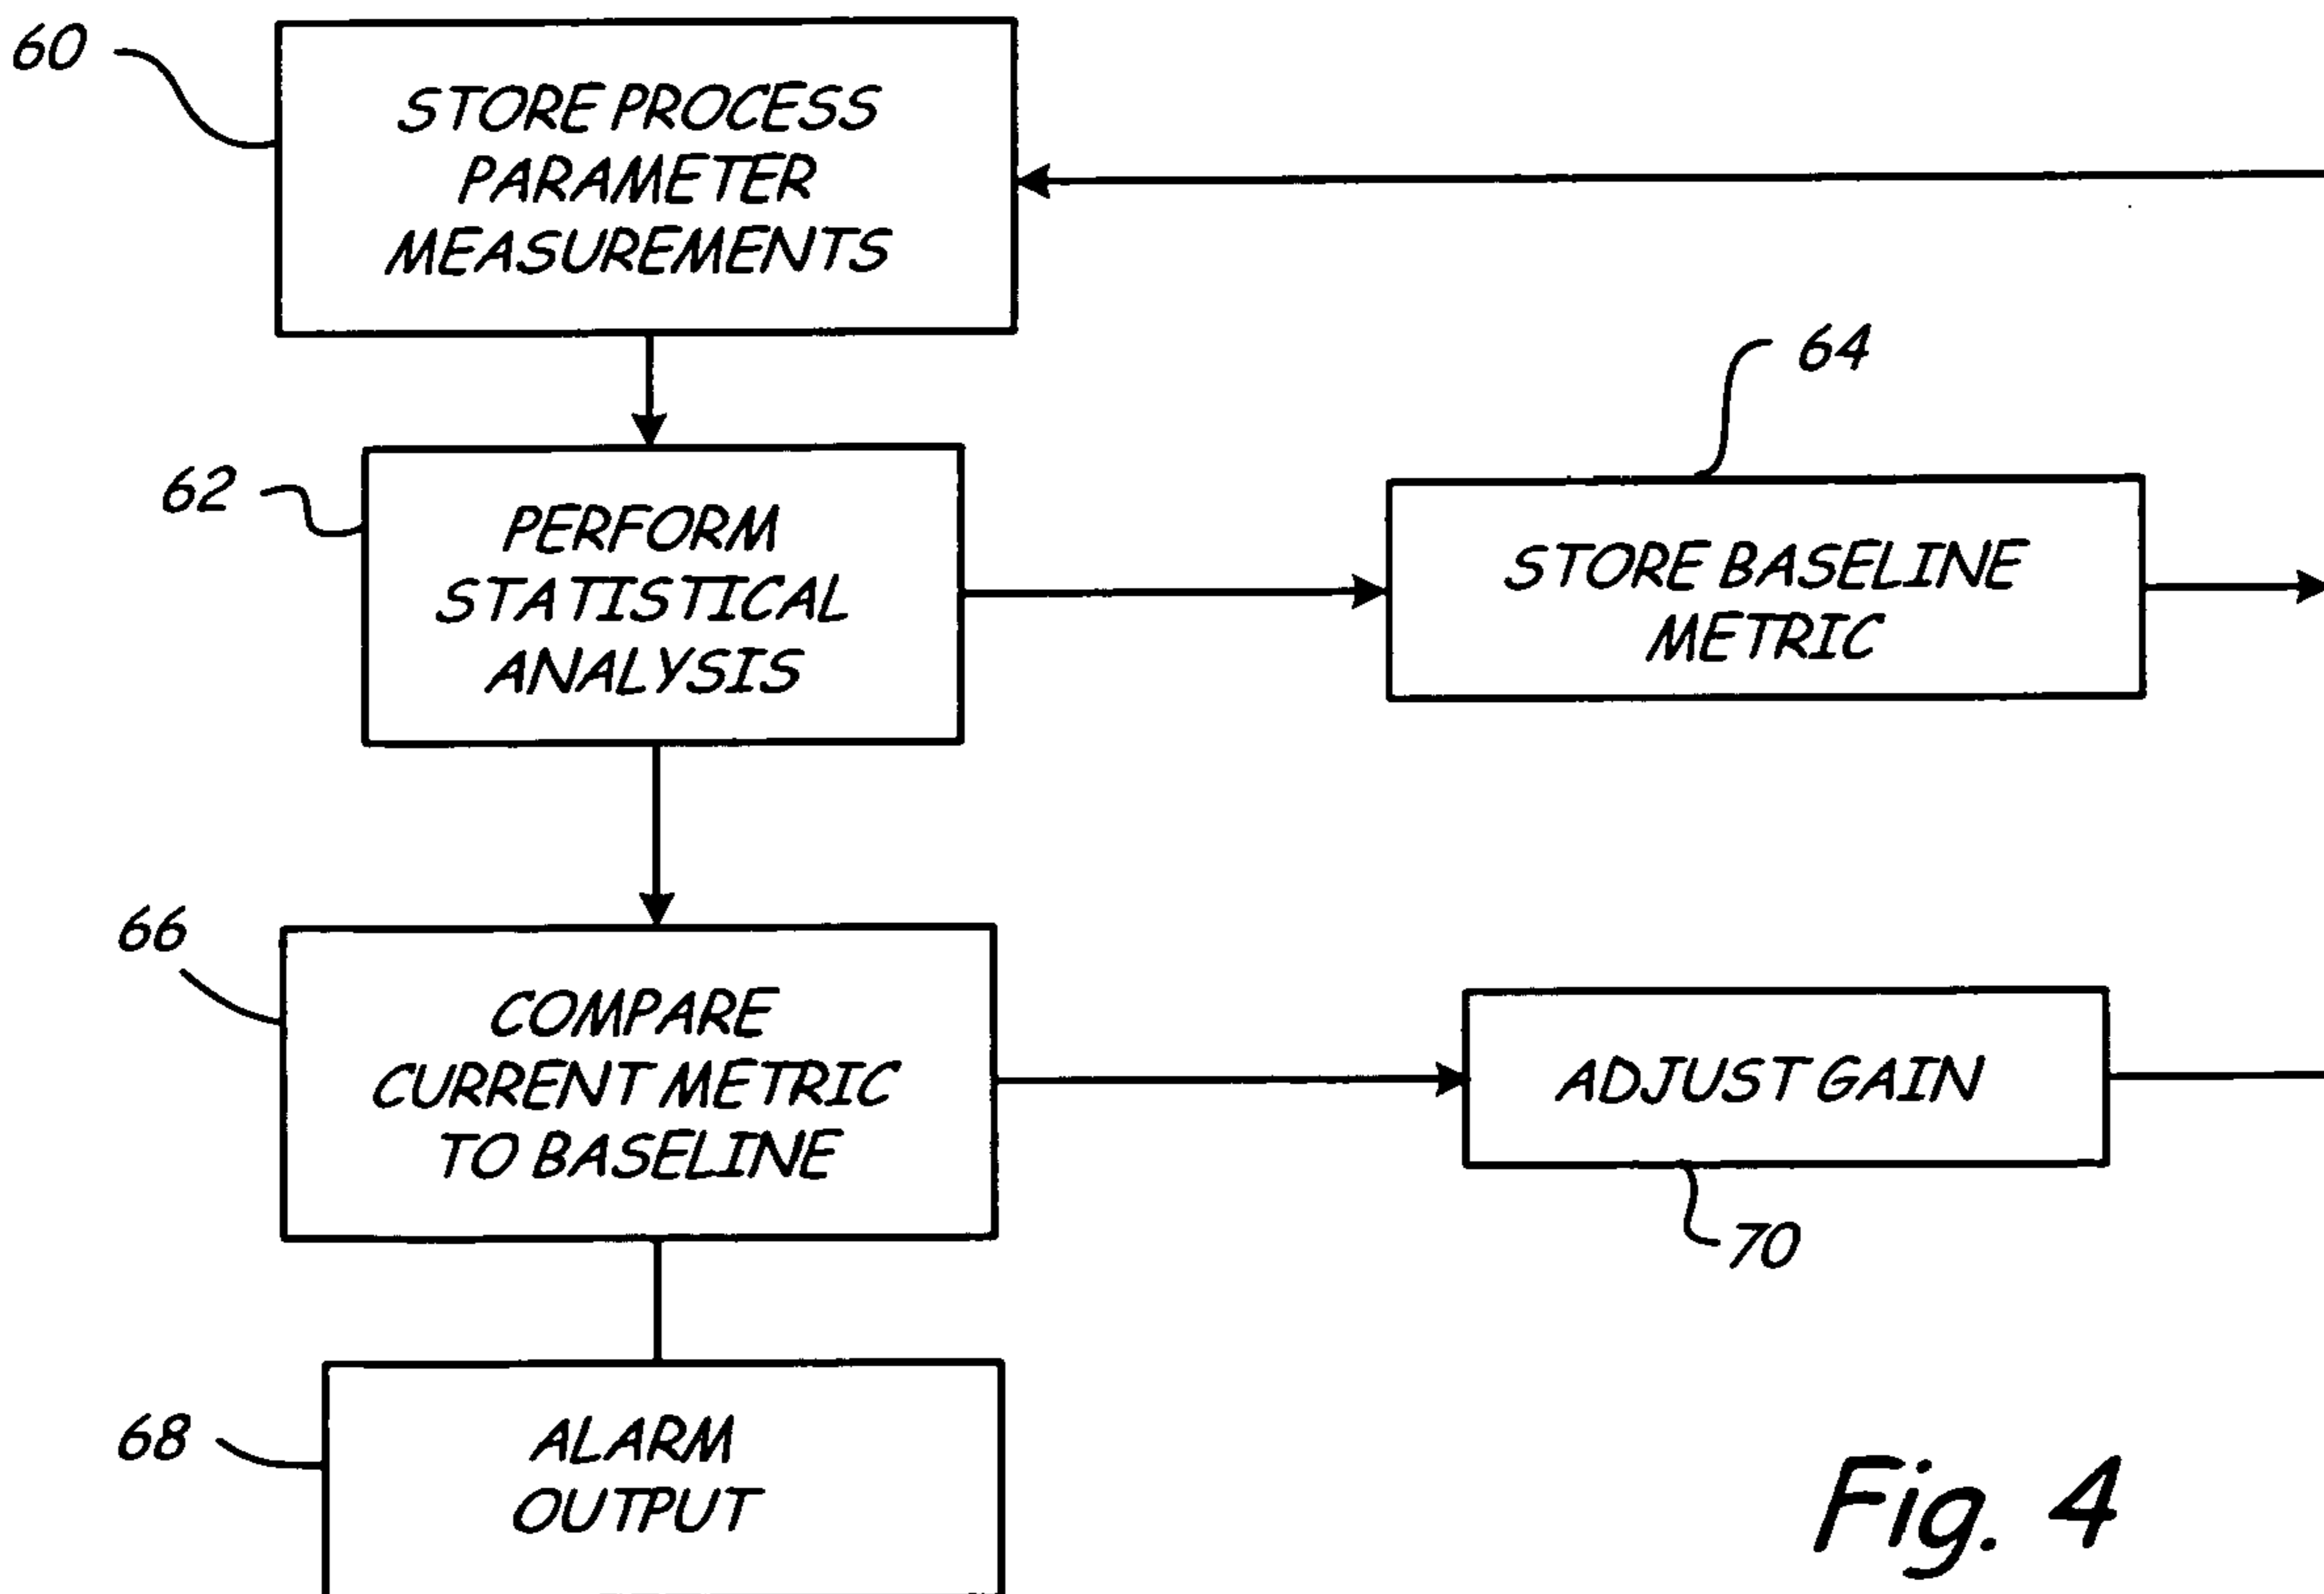 60
STORE PROCESS
PARAMETER
MEASUREMENTS
62
PERFORM
STATISTICAL
ANALYSIS
64
STORE BASELINE
METRIC
66
COMPARE
CURRENT METRIC
TO BASELINE
ADJUST GAIN
70
68
ALARM
OUTPUT
Fig. 4